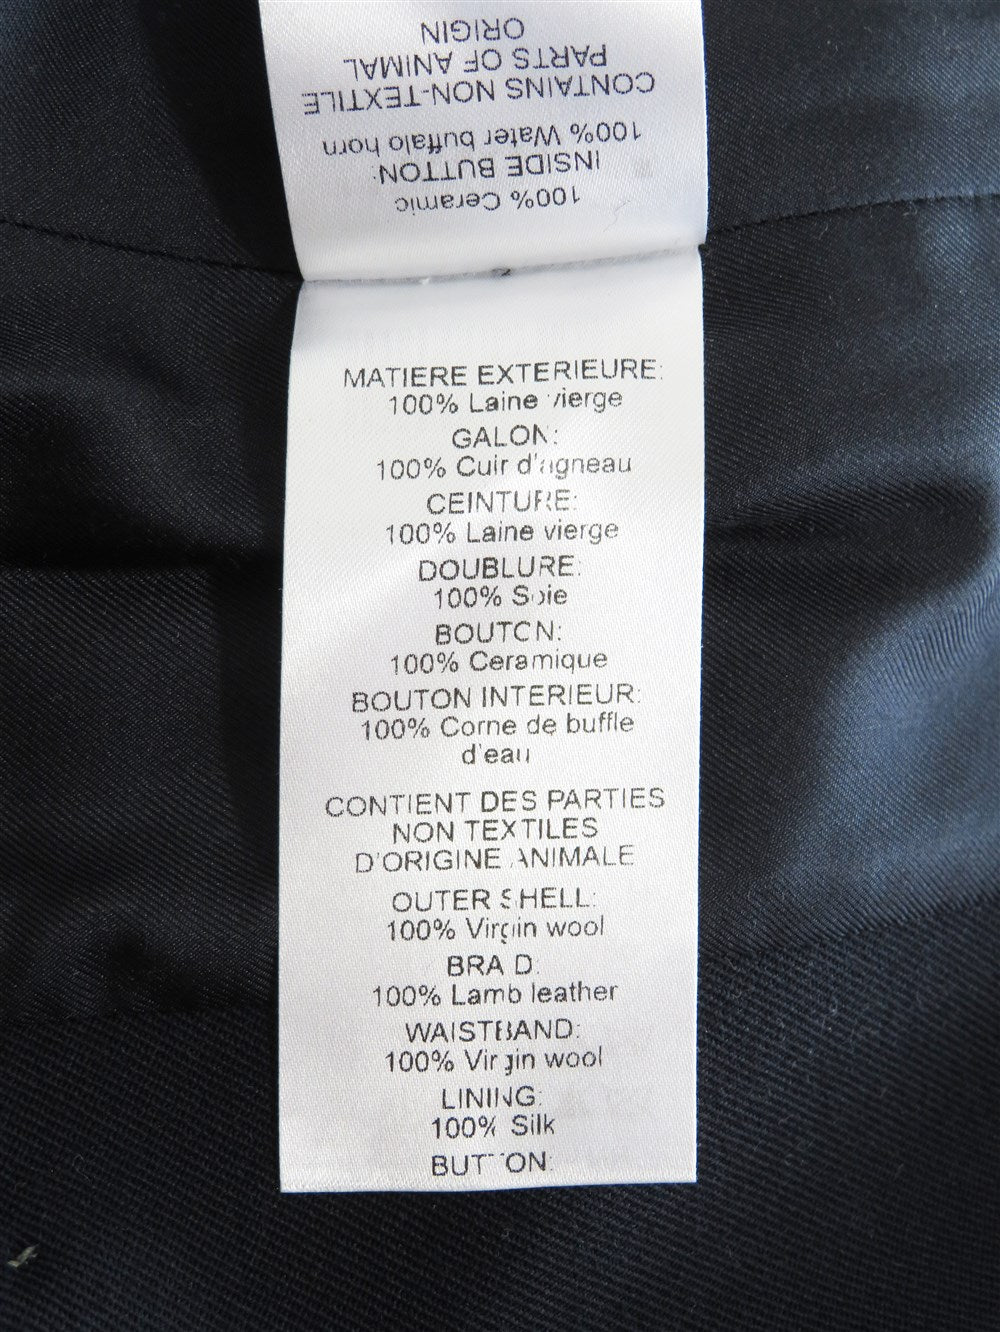 MATIERE EXTERIEURE:
100% Laine vierge
GALON:
100% Cuir d'agneau
CEINTURE:
100% Laine vierge
DOUBLURE:
100% Soie
BOUTON:
100% Ceramique
BOUTON INTERIEUR:
100% Corne de buffle
d'eau
CONTIENT DES PARTIES
NON TEXTILES
D'ORIGINE ANIMALE
OUTER SHELL:
100% Virgin wool
BRAID:
100% Lamb leather
WAISTBAND:
100% Virgin wool
LINING:
100% Silk
BUTTON:
100% Ceramic
INSIDE BUTTON:
100% Water buffalo horn
CONTAINS NON-TEXTILE
PARTS OF ANIMAL
ORIGIN